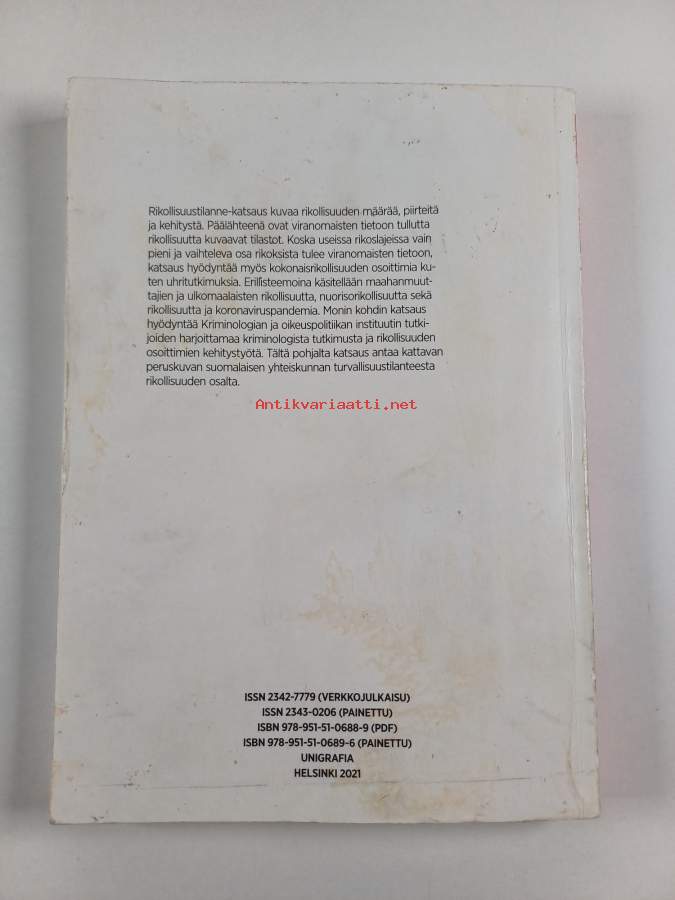 Rikollisuustilanne-katsaus kuvaa rikollisuuden määrää, piirteitä
ja kehitystä. Päälähteenä ovat viranomaisten tietoon tullutta
rikollisuutta kuvaavat tilastot. Koska useissa rikoslajeissa vain
pieni ja vaihteleva osa rikoksista tulee viranomaisten tietoon,
katsaus hyödyntää myös kokonaisrikollisuuden osoittimia ku-
ten uhritutkimuksia. Erillisteemoina käsitellään maahanmuut-
tajien ja ulkomaalaisten rikollisuutta, nuorisorikollisuutta sekä
rikollisuutta ja koronaviruspandemia. Monin kohdin katsaus
hyödyntää Kriminologian ja oikeuspolitiikan instituutin tutki-
joiden harjoittamaa kriminologista tutkimusta ja rikollisuuden
osoittimien kehitystyötä. Tältä pohjalta katsaus antaa kattavan
peruskuvan suomalaisen yhteiskunnan turvallisuustilanteesta
rikollisuuden osalta.
Antikvariaatti.net
ISSN 2342-7779 (VERKKOJULKAISU)
ISSN 2343-0206 (PAINETTU)
ISBN 978-951-51-0688-9 (PDF)
ISBN 978-951-51-0689-6 (PAINETTU)
UNIGRAFIA
HELSINKI 2021